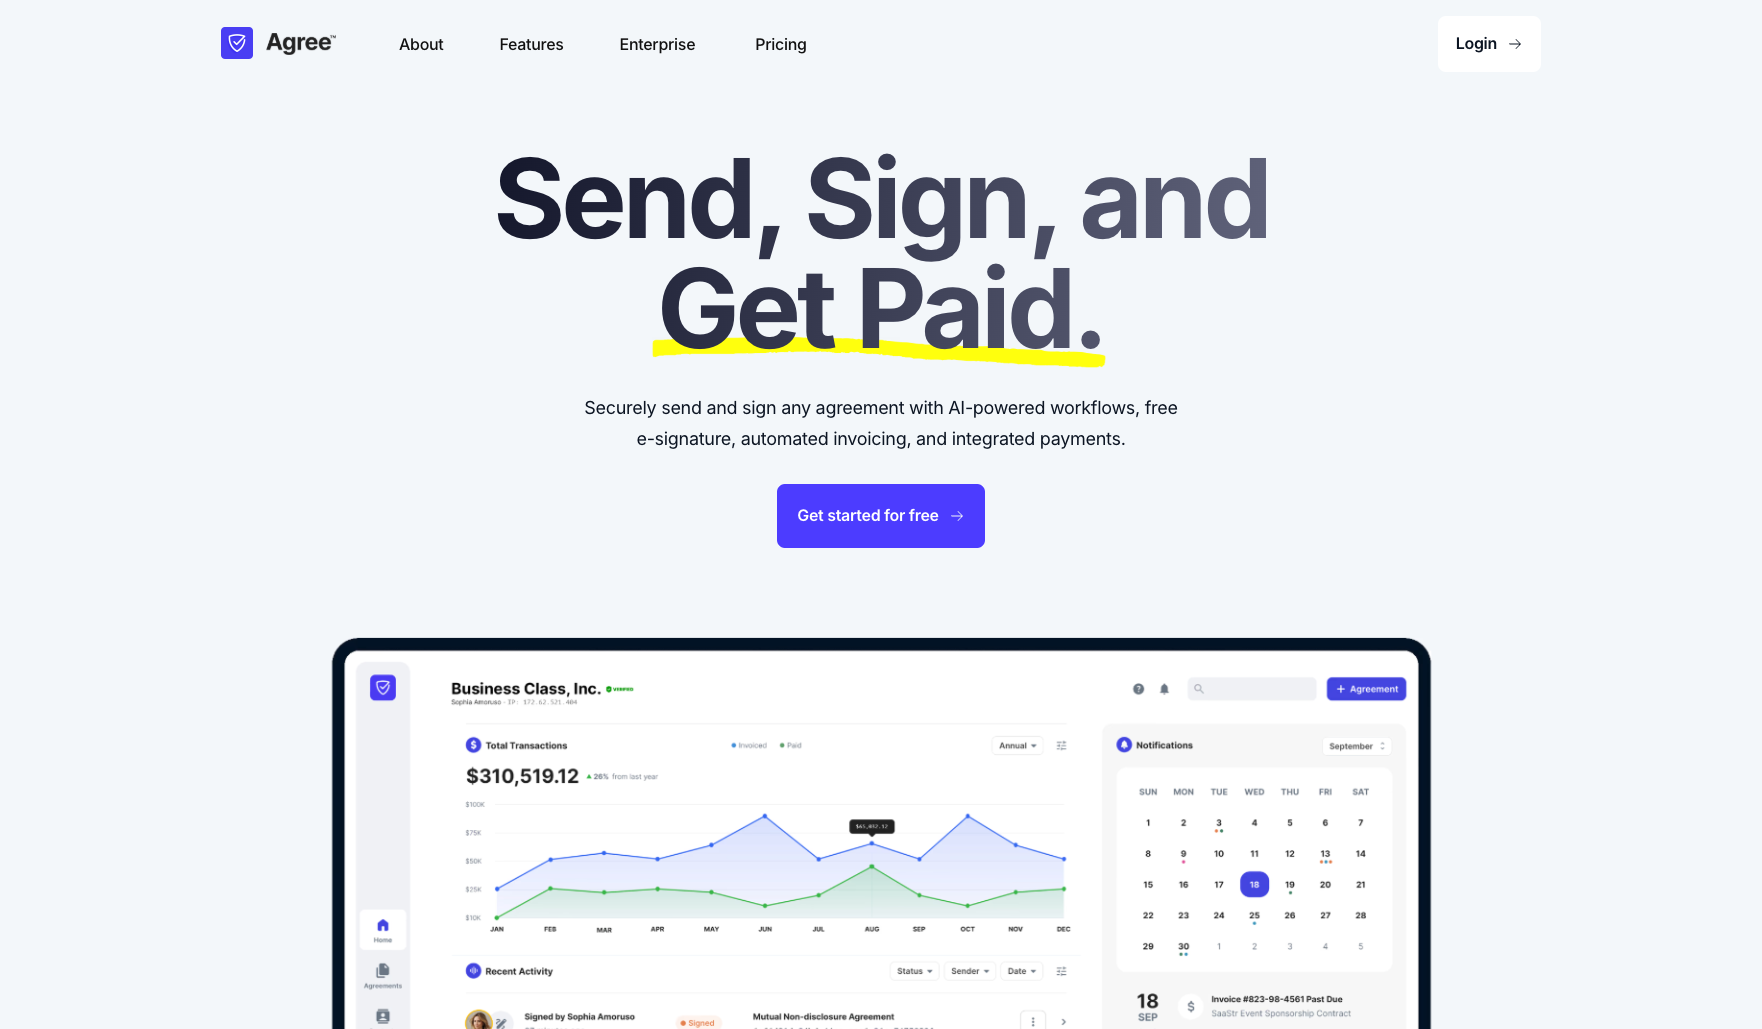 Agree™
About
Features
Enterprise
Pricing
Login
Send, Sign, and
Get Paid.
Securely send and sign any agreement with AI-powered workflows, free
e-signature, automated invoicing, and integrated payments.
Get started for free
Business Class, Inc. VERIFIED
Sophia Amoruso - IP: 172.62.521.404
Agreement
Total Transactions
Invoiced
Paid
Annual
$310,519.12
26% from last year
$100K
$75K
$50K
$25K
$10K
$65,032.12
JAN FEB MAR APR MAY JUN JUL AUG SEP OCT NOV DEC
Notifications
September
SUN MON TUE WED THU FRI SAT
1 2 3 4 5 6 7
8 9 10 11 12 13 14
15 16 17 18 19 20 21
22 23 24 25 26 27 28
29 30 1 2 3 4 5
Home
Agreements
Recent Activity
Status
Sender
Date
Signed by Sophia Amoruso
Signed
Mutual Non-disclosure Agreement
18
SEP
$
Invoice #823-98-4561 Past Due
SaaStr Event Sponsorship Contract